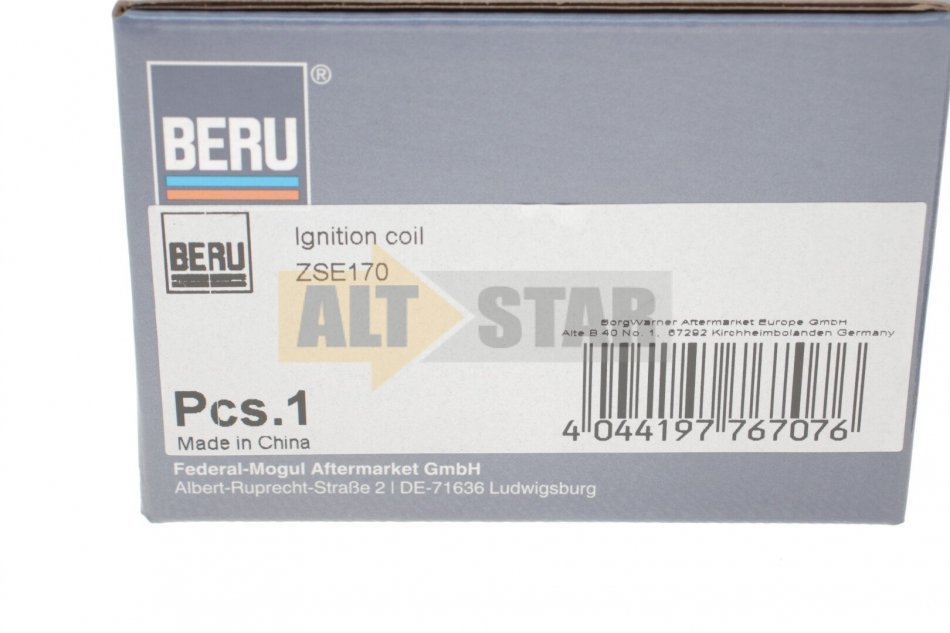 BERU®
BERU
Ignition coil
ZSE170
ALT STAR
BorgWarner Aftermarket Europe GmbH
Alte B 40 No. 1, 67292 Kirchheimbolanden Germany
Pcs.1
4 044197 767076
Made in China
Federal-Mogul Aftermarket GmbH
Albert-Ruprecht-Straße 2 | DE-71636 Ludwigsburg